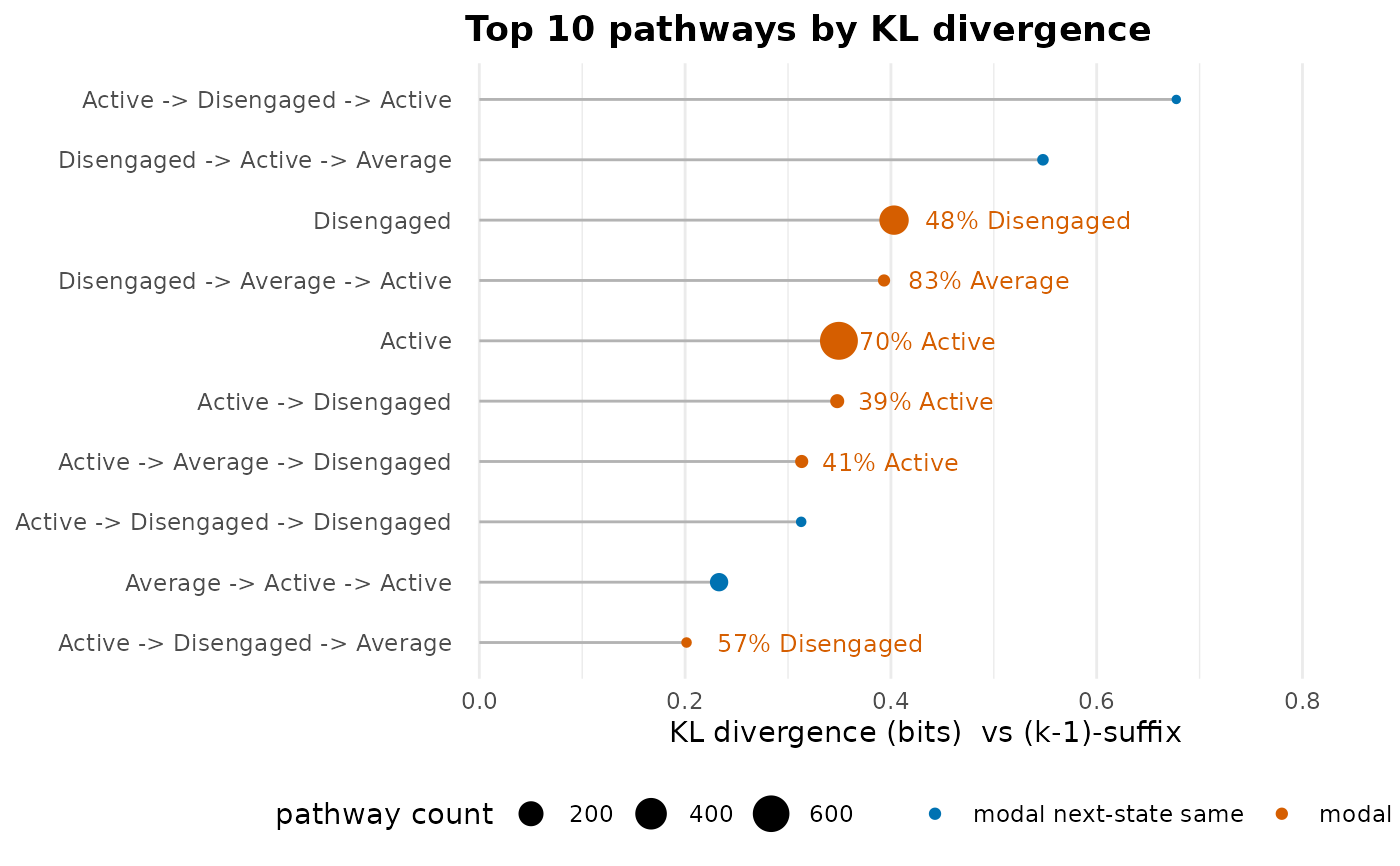 Top 10 pathways by KL divergence
Active -> Disengaged -> Active
Disengaged -> Active -> Average
Disengaged
48% Disengaged
Disengaged -> Average -> Active
83% Average
Active
70% Active
Active -> Disengaged
39% Active
Active -> Average -> Disengaged
41% Active
Active -> Disengaged -> Disengaged
Average -> Active -> Active
Active -> Disengaged -> Average
57% Disengaged
0.0 0.2 0.4 0.6 0.8
KL divergence (bits)  vs (k-1)-suffix
pathway count 200 400 600 modal next-state same modal